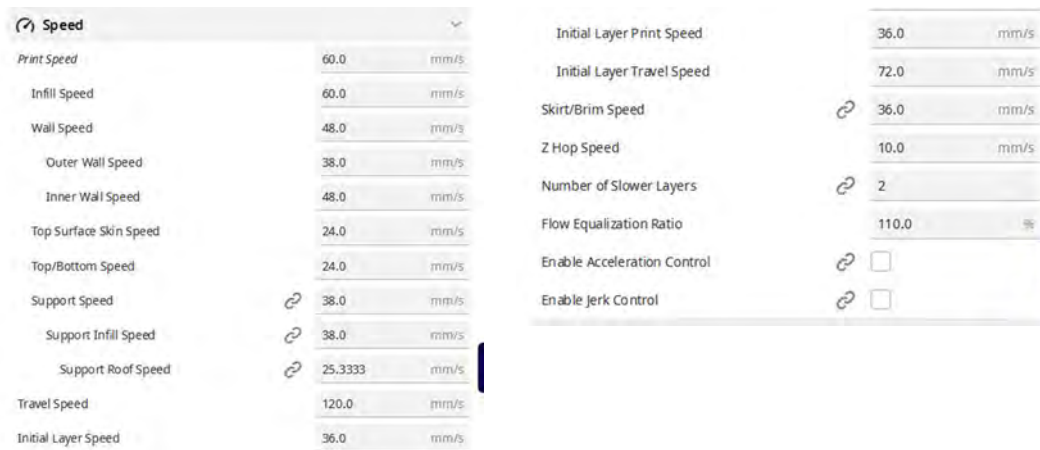 Speed
Print Speed 60.0 mm/s
Infill Speed 60.0 mm/s
Wall Speed 48.0 mm/s
Outer Wall Speed 38.0 mm/s
Inner Wall Speed 48.0 mm/s
Top Surface Skin Speed 24.0 mm/s
Top/Bottom Speed 24.0 mm/s
Support Speed 38.0 mm/s
Support Infill Speed 38.0 mm/s
Support Roof Speed 25.3333 mm/s
Travel Speed 120.0 mm/s
Initial Layer Speed 36.0 mm/s
Initial Layer Print Speed 36.0 mm/s
Initial Layer Travel Speed 72.0 mm/s
Skirt/Brim Speed 36.0 mm/s
Z Hop Speed 10.0 mm/s
Number of Slower Layers 2
Flow Equalization Ratio 110.0 %
Enable Acceleration Control
Enable Jerk Control